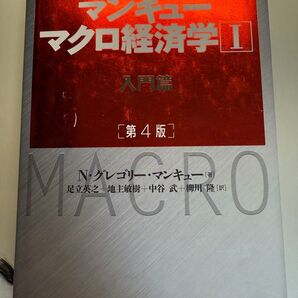 マンキュー
マクロ経済学 I
入門篇
[第4版]
MACRO
N・グレゴリー・マンキュー[著]
足立英之+地主敏樹+中谷 武+柳川 隆[訳]